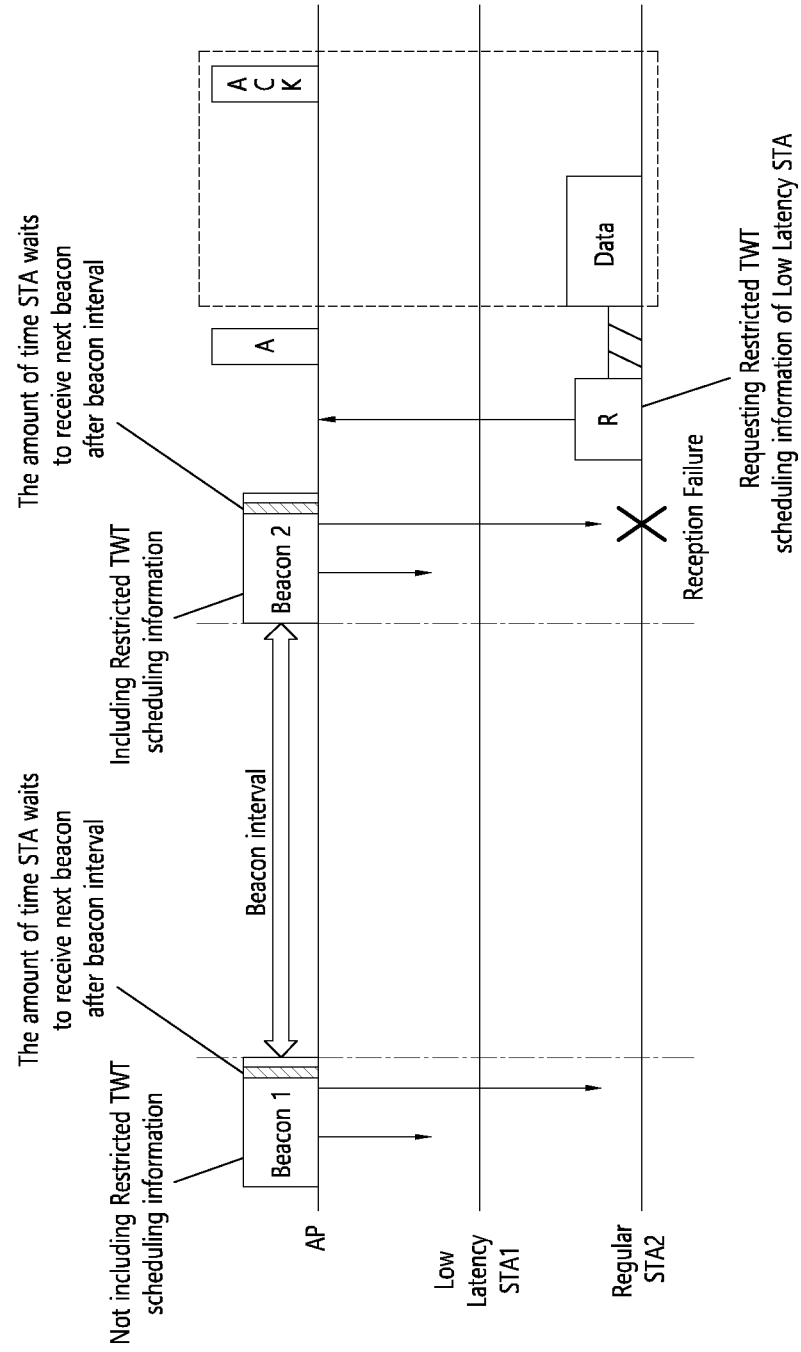 Not including Restricted TWT
scheduling information
The amount of time STA waits
to receive next beacon
after beacon interval
Including Restricted TWT
scheduling information
The amount of time STA waits
to receive next beacon
after beacon interval
Beacon 1
Beacon interval
Beacon 2
A
A
C
K
AP
Low
Latency
STA1
Regular
STA2
R
Data
Reception Failure
Requesting Restricted TWT
scheduling information of Low Latency STA